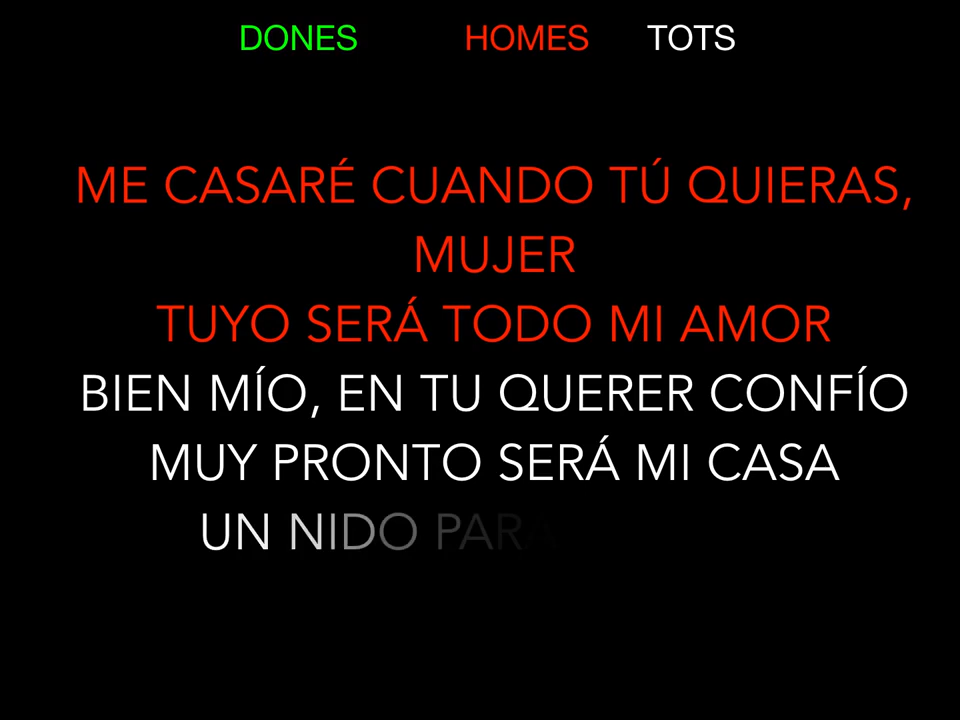 DONES HOMES TOTS
ME CASARÉ CUANDO TÚ QUIERAS,
MUJER
TUYO SERÁ TODO MI AMOR
BIEN MÍO, EN TU QUERER CONFÍO
MUY PRONTO SERÁ MI CASA
UN NIDO PARA